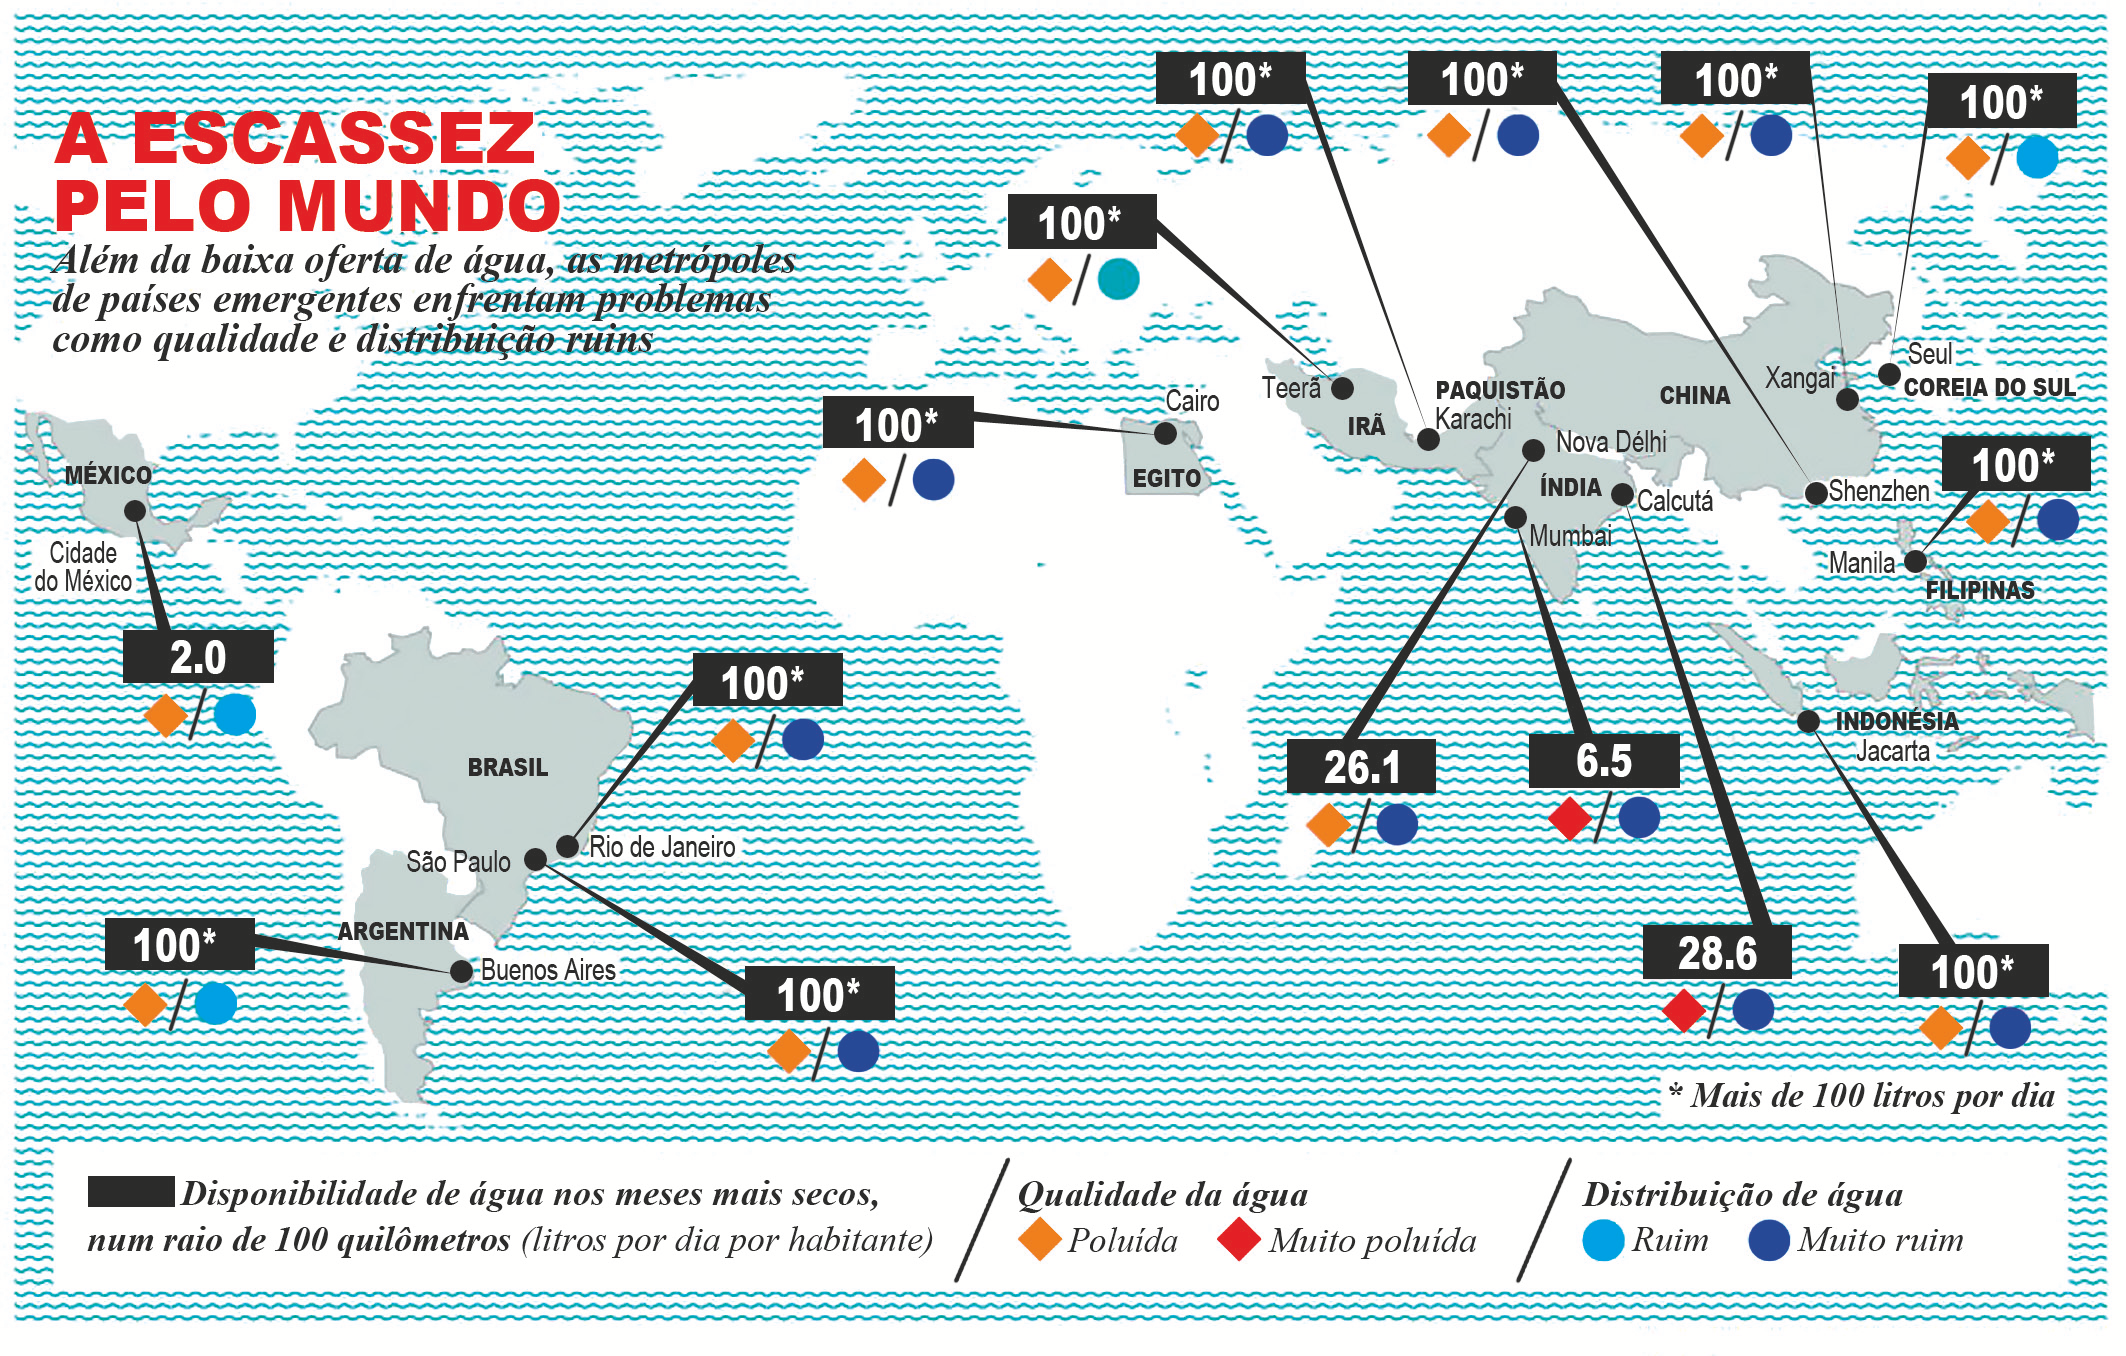 A ESCASSEZ
PELO MUNDO
Além da baixa oferta de água, as metrópoles
de países emergentes enfrentam problemas
como qualidade e distribuição ruins
100*
100*
100*
100*
100*
100*
Teerã
IRÃ
PAQUISTÃO
Karachi
CHINA
Xangai
Seul
COREIA DO SUL
Cairo
EGITO
Nova Délhi
ÍNDIA
Calcutá
Mumbai
Shenzhen
100*
Manila
FILIPINAS
MÉXICO
Cidade
do México
2.0
100*
BRASIL
Rio de Janeiro
São Paulo
26.1
6.5
INDONÉSIA
Jacarta
100*
ARGENTINA
Buenos Aires
100*
28.6
100*
* Mais de 100 litros por dia
Disponibilidade de água nos meses mais secos,
num raio de 100 quilômetros (litros por dia por habitante)
Qualidade da água
Poluída
Muito poluída
Distribuição de água
Ruim
Muito ruim